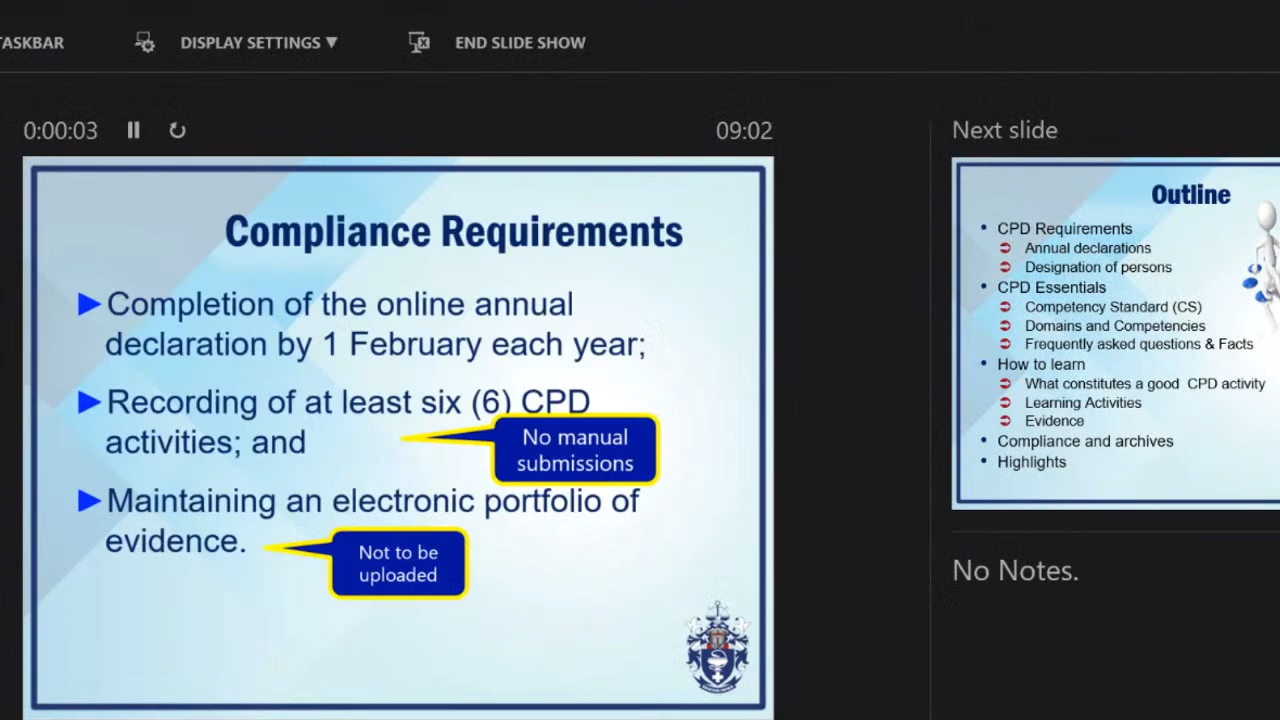 TASKBAR
DISPLAY SETTINGS ▼
END SLIDE SHOW
0:00:03
09:02
Compliance Requirements
Completion of the online annual
declaration by 1 February each year;
Recording of at least six (6) CPD
activities; and
No manual
submissions
Maintaining an electronic portfolio of
evidence.
Not to be
uploaded
Next slide
Outline
• CPD Requirements
Annual declarations
Designation of persons
• CPD Essentials
Competency Standard (CS)
Domains and Competencies
Frequently asked questions & Facts
• How to learn
What constitutes a good CPD activity
Learning Activities
Evidence
• Compliance and archives
• Highlights
No Notes.